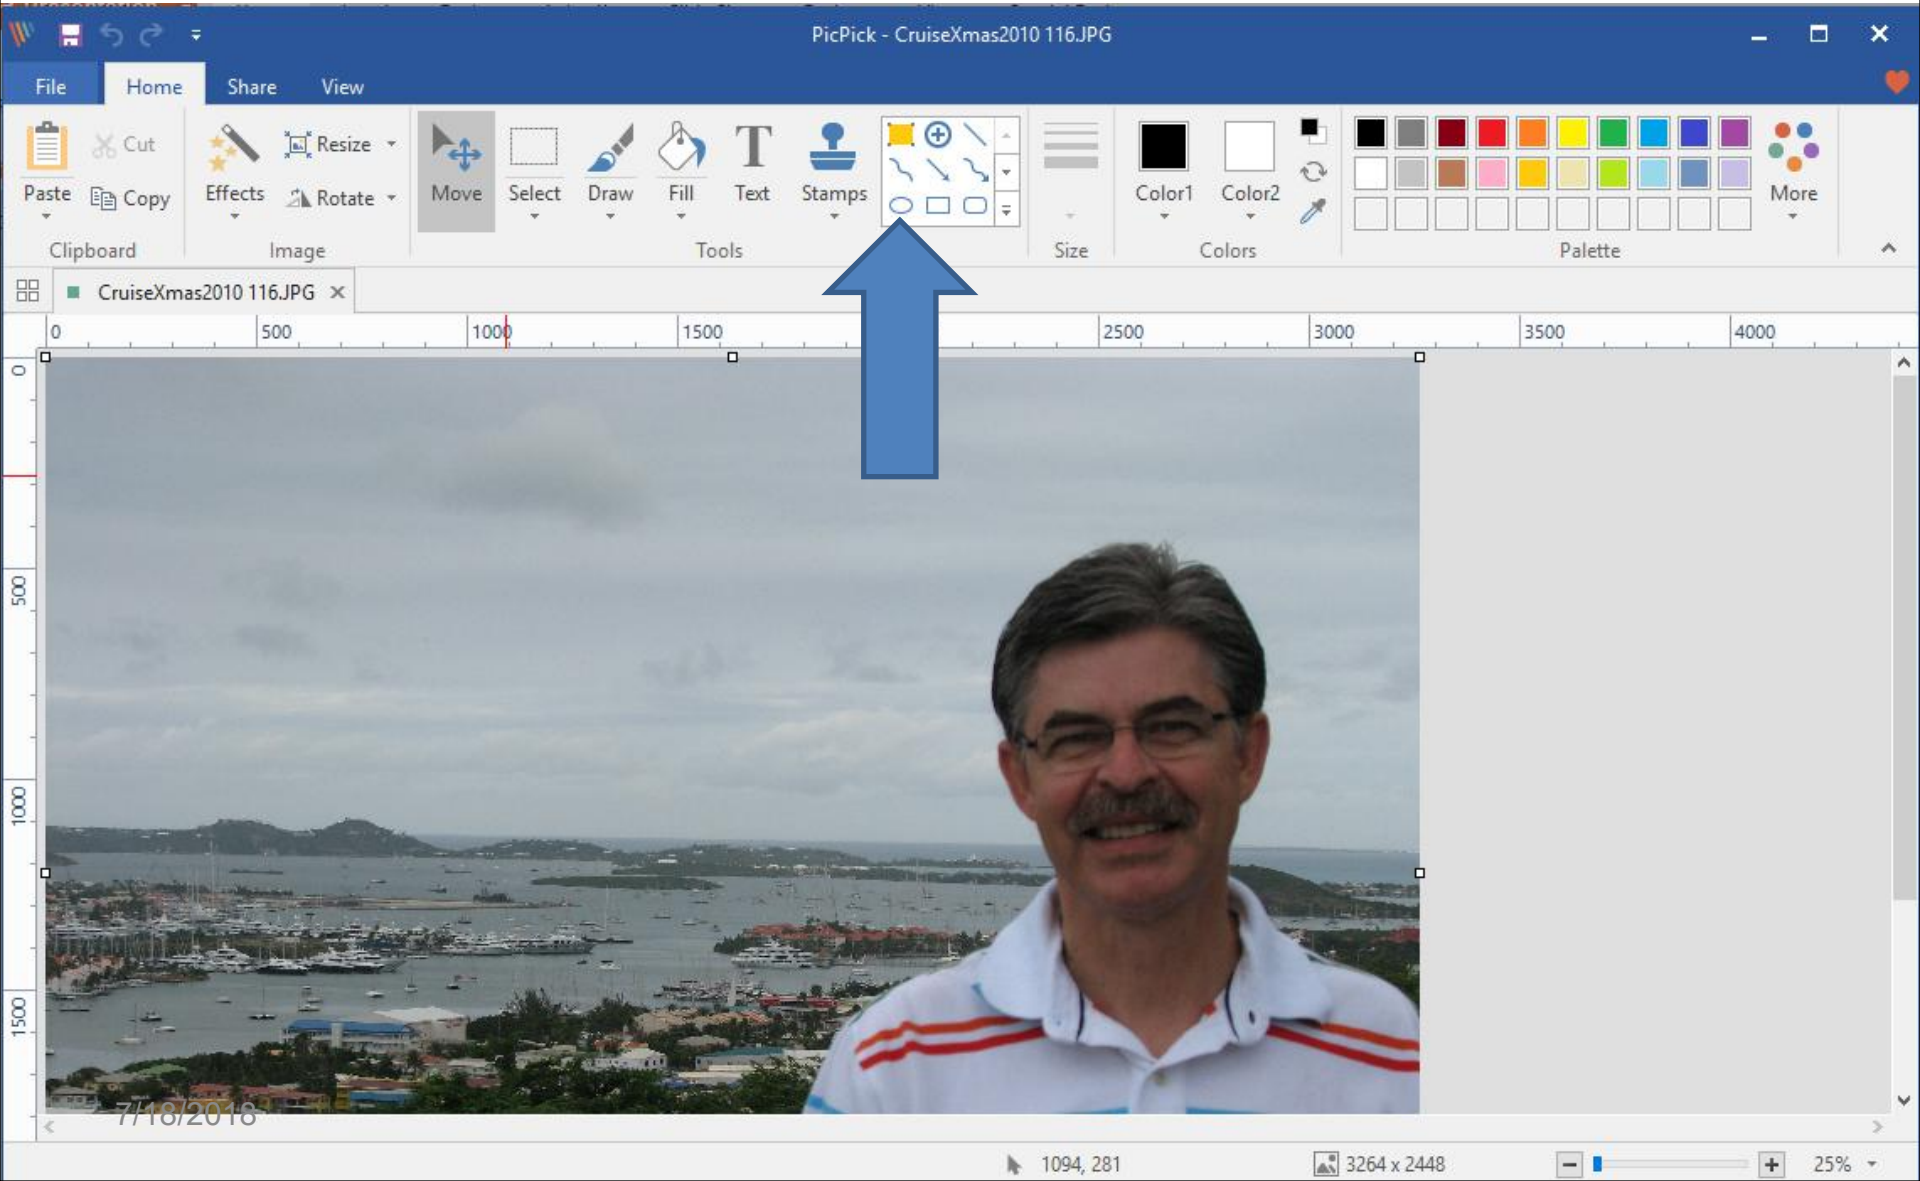 PicPick - CruiseXmas2010 116.JPG
File Home Share View
Paste Cut Copy Effects Resize Rotate Move Select Draw Fill Text Stamps Color1 Color2 More
Clipboard Image Tools Size Colors Palette
CruiseXmas2010 116.JPG
0 500 1000 1500 2500 3000 3500 4000
0
500
1000
1500
7/18/2018
1094, 281 3264 x 2448 25%